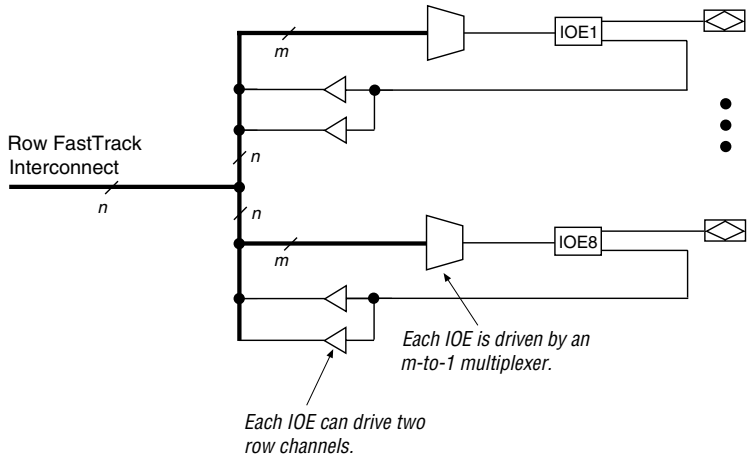 m
IOE1
Row FastTrack
Interconnect
n
n
n
m
IOE8
Each IOE is driven by an
m-to-1 multiplexer.
Each IOE can drive two
row channels.